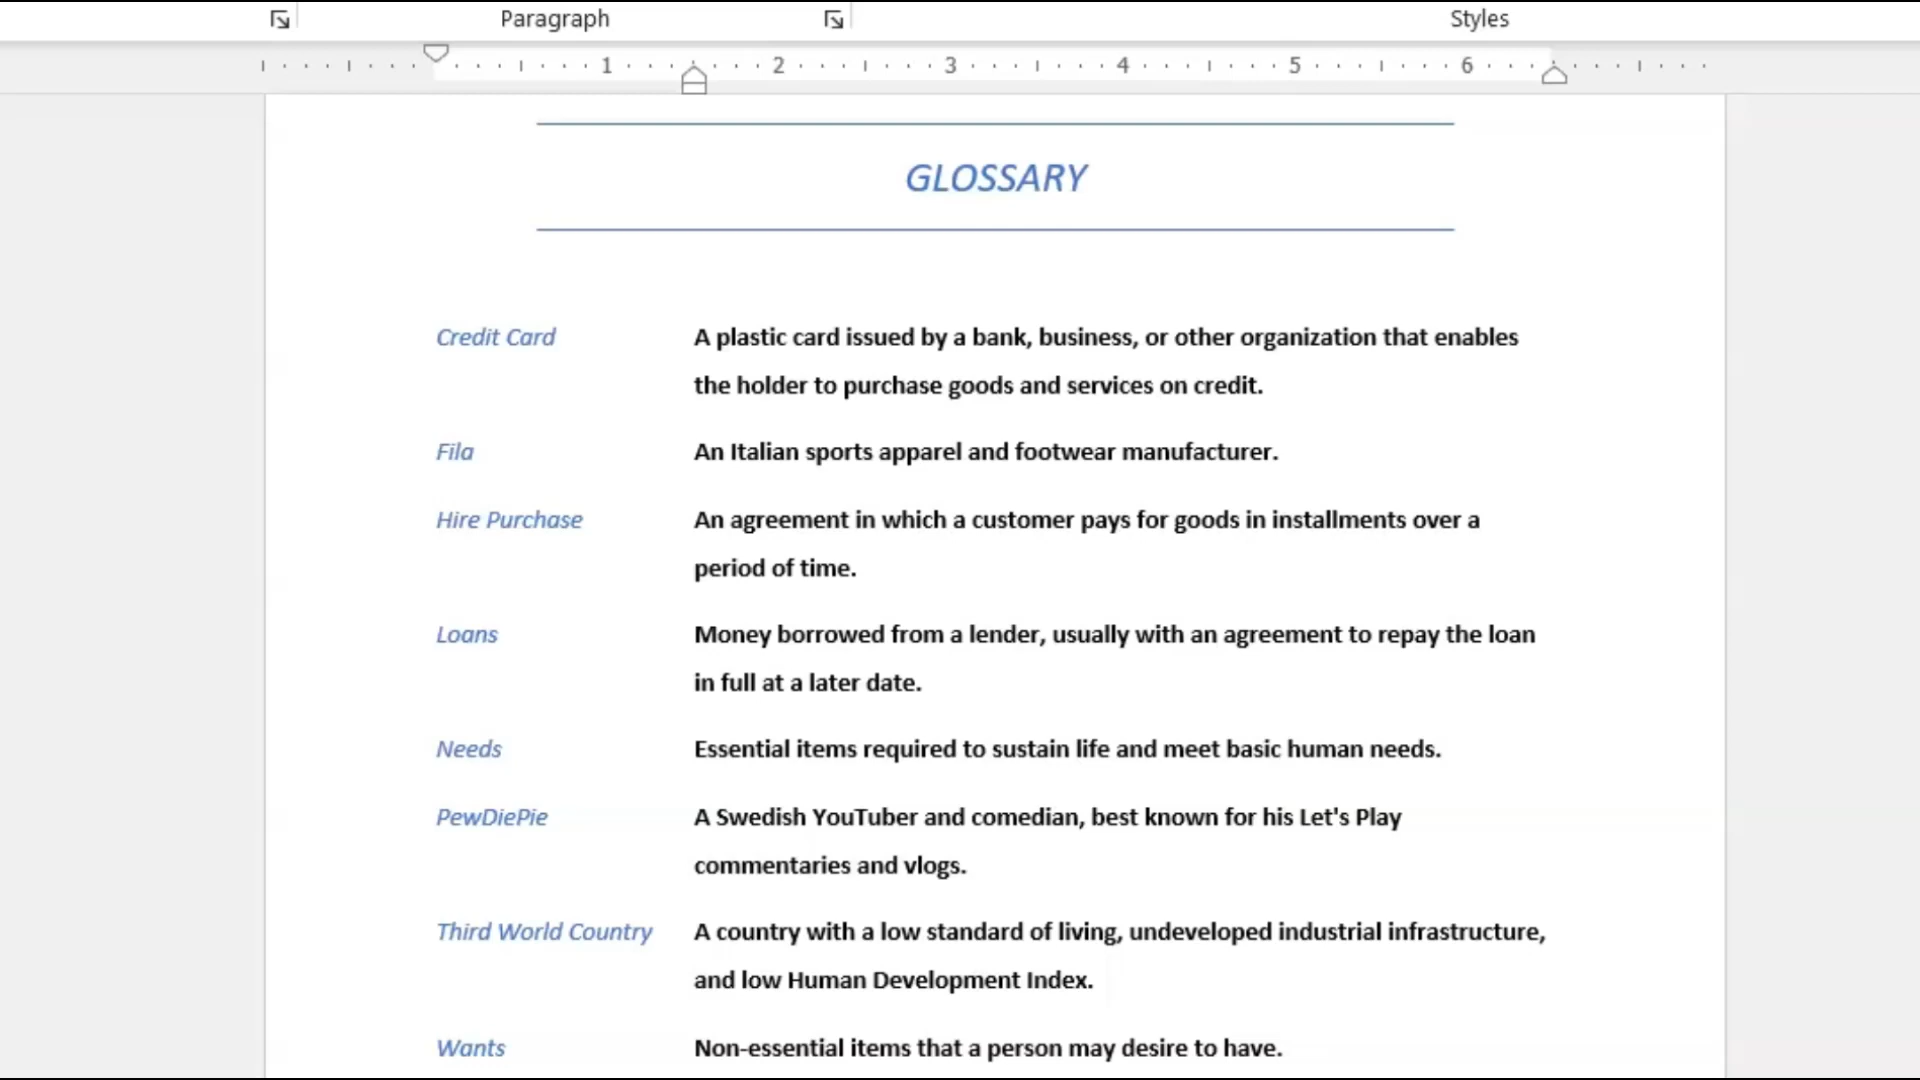 Paragraph Styles
1 2 3 4 5 6
GLOSSARY
Credit Card A plastic card issued by a bank, business, or other organization that enables
the holder to purchase goods and services on credit.
Fila An Italian sports apparel and footwear manufacturer.
Hire Purchase An agreement in which a customer pays for goods in installments over a
period of time.
Loans Money borrowed from a lender, usually with an agreement to repay the loan
in full at a later date.
Needs Essential items required to sustain life and meet basic human needs.
PewDiePie A Swedish YouTuber and comedian, best known for his Let's Play
commentaries and vlogs.
Third World Country A country with a low standard of living, undeveloped industrial infrastructure,
and low Human Development Index.
Wants Non-essential items that a person may desire to have.